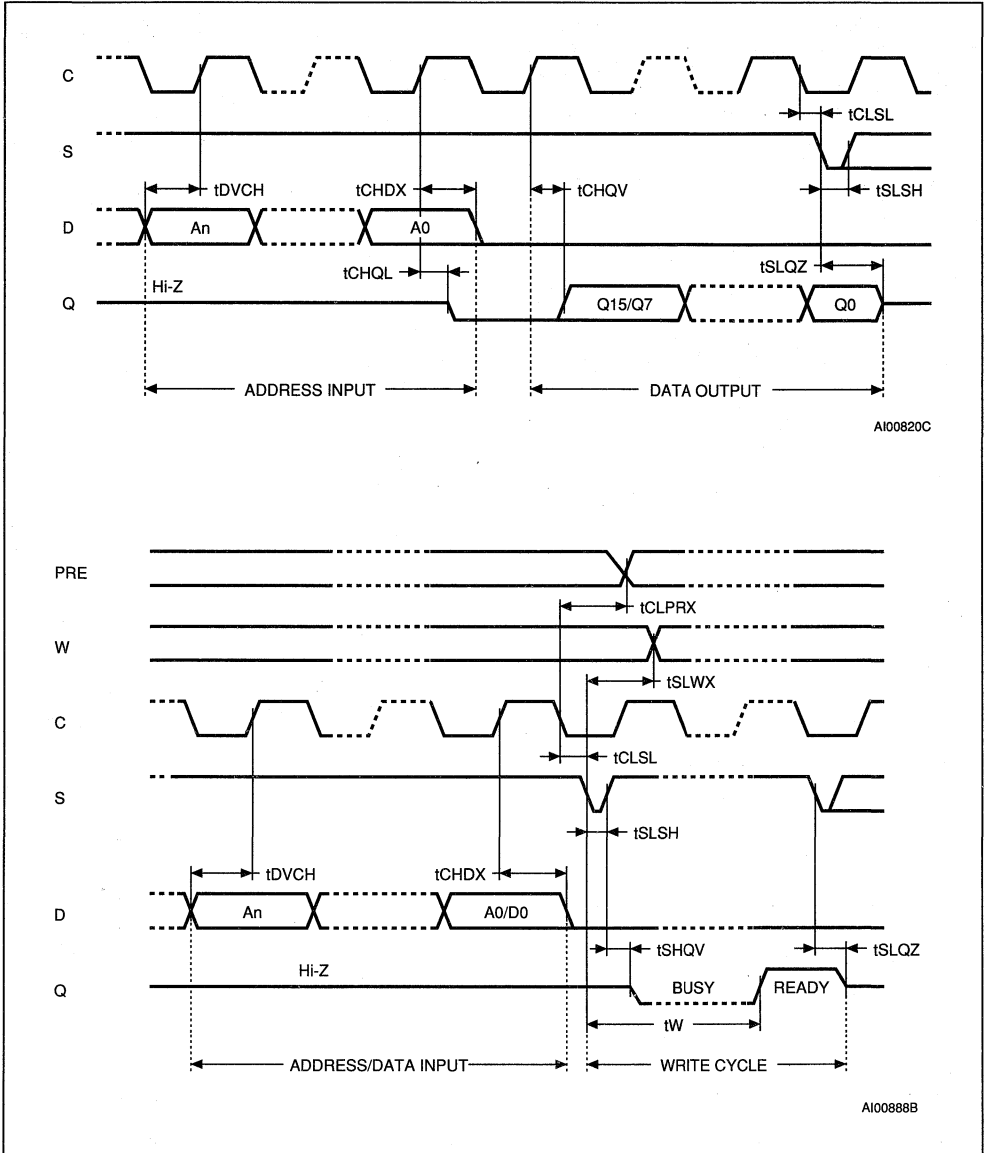 C
tCLSL
S
tDVCH
tCHDX
tCHQV
tSLSH
D
An
A0
tCHQL
tSLQZ
Hi-Z
Q
Q15/Q7
Q0
ADDRESS INPUT
DATA OUTPUT
AI00820C
PRE
tCLPRX
W
tSLWX
C
tCLSL
S
tSLSH
tDVCH
tCHDX
D
An
A0/D0
tSHQV
tSLQZ
Hi-Z
Q
BUSY
READY
tW
ADDRESS/DATA INPUT
WRITE CYCLE
AI00888B